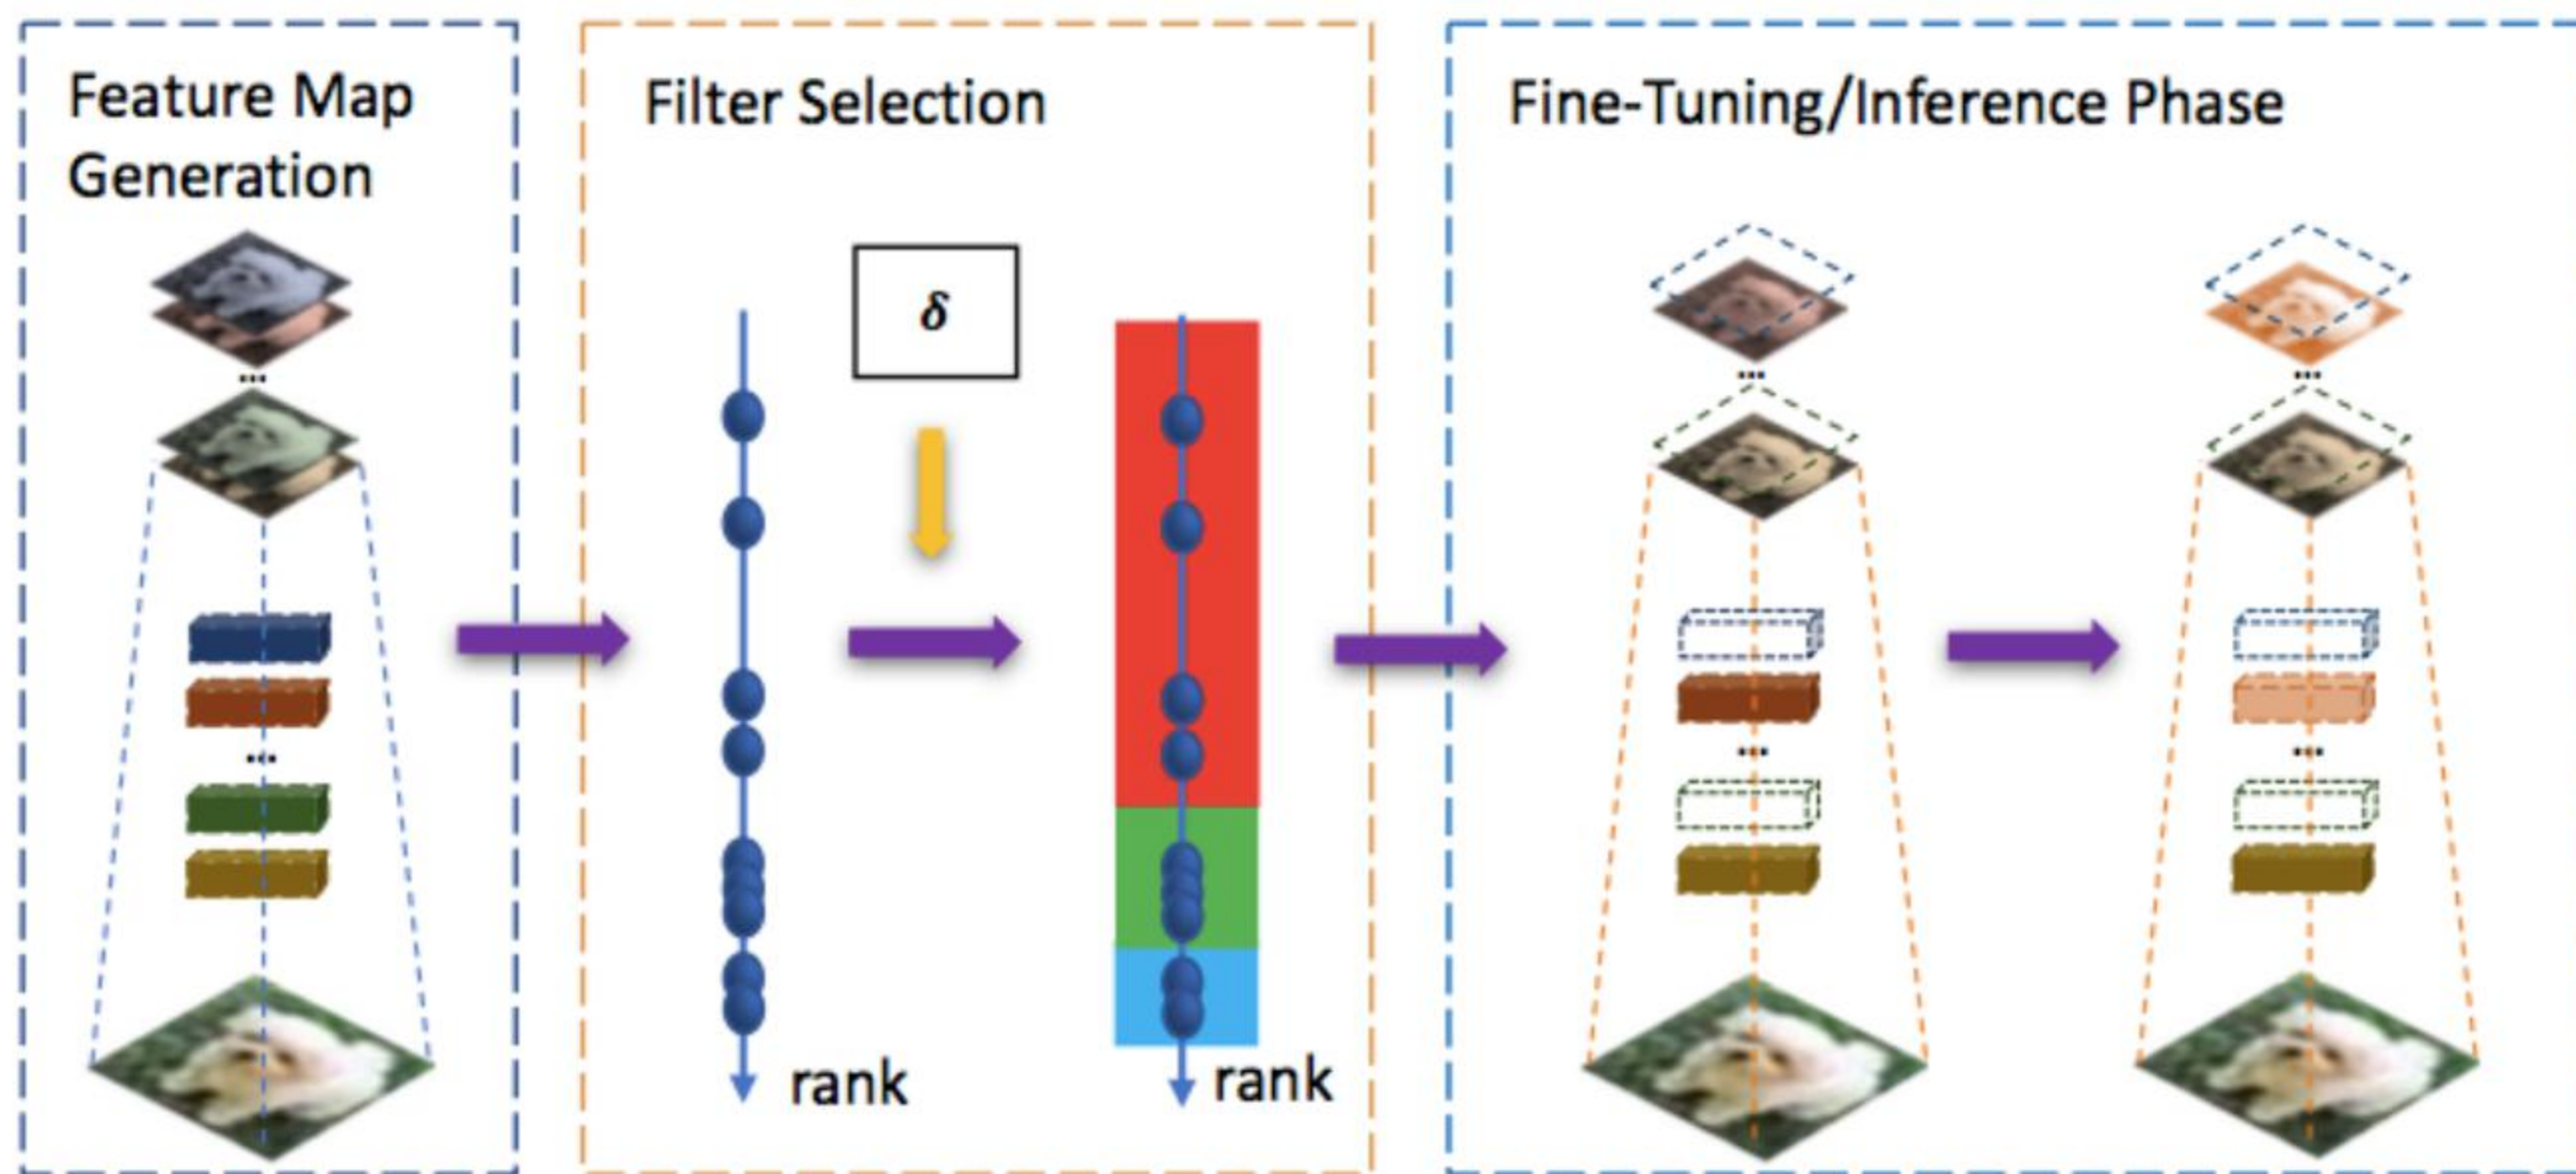 Feature Map
Generation
...
...
Filter Selection
δ
rank
rank
Fine-Tuning/Inference Phase
...
...
...
...